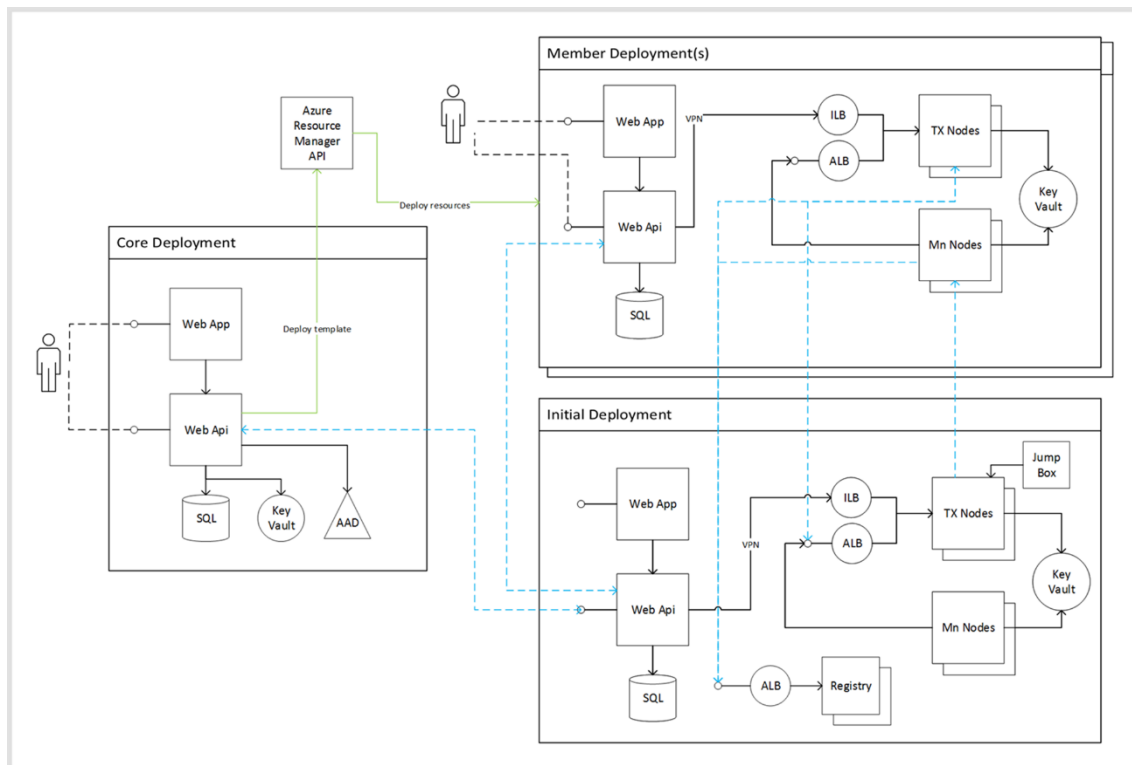 Member Deployment(s)
Azure
Resource
Manager
API
Web App
VPN
ILB
TX Nodes
ALB
Key
Vault
Deploy resources
Web Api
Mn Nodes
SQL
Core Deployment
Web App
Deploy template
Web Api
SQL
Key
Vault
AAD
Initial Deployment
Jump
Box
Web App
ILB
TX Nodes
VPN
ALB
Key
Vault
Web Api
Mn Nodes
SQL
ALB
Registry